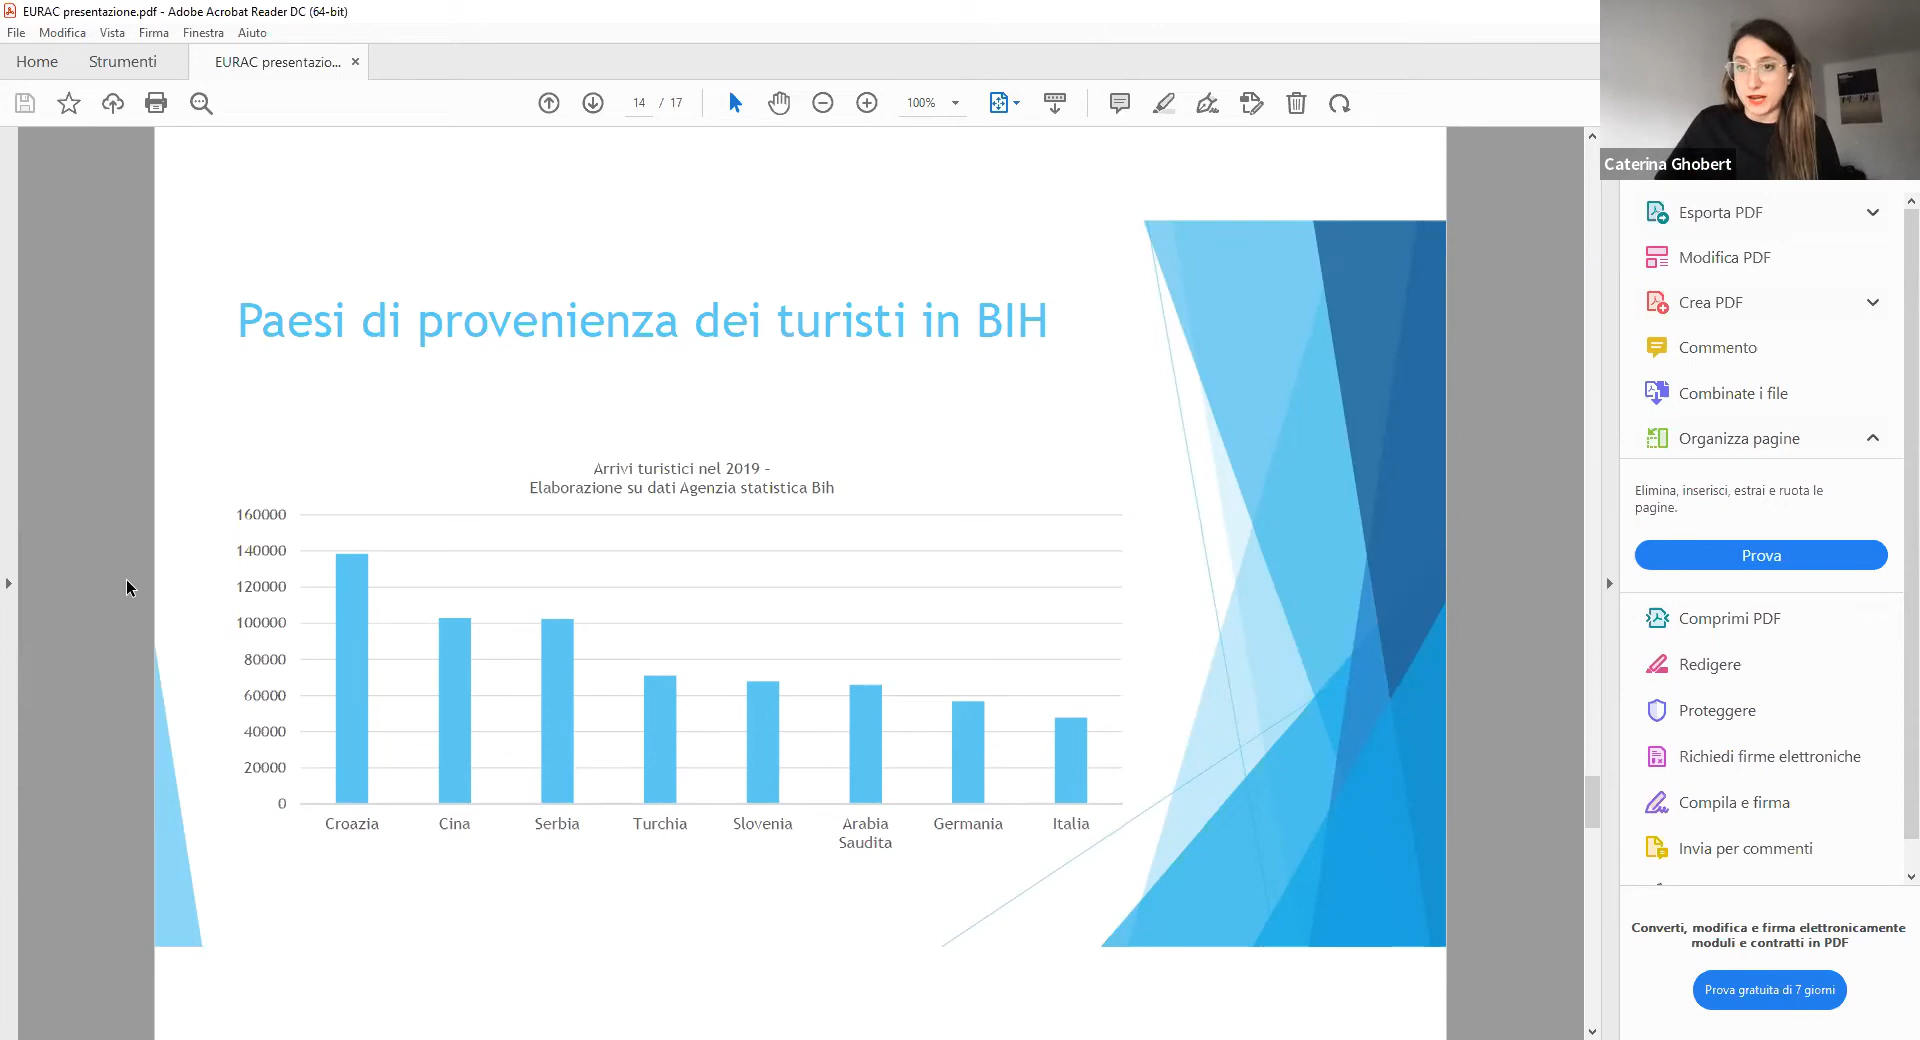 EURAC presentazione.pdf - Adobe Acrobat Reader DC (64-bit)
File Modifica Vista Firma Finestra Aiuto
Home Strumenti EURAC presentazio...
14 / 17 100%
Caterina Ghobert
Paesi di provenienza dei turisti in BIH
Arrivi turistici nel 2019 -
Elaborazione su dati Agenzia statistica Bih
160000
140000
120000
100000
80000
60000
40000
20000
0
Croazia Cina Serbia Turchia Slovenia Arabia Saudita Germania Italia
Esporta PDF
Modifica PDF
Crea PDF
Commento
Combinate i file
Organizza pagine
Elimina, inserisci, estrai e ruota le
pagine.
Prova
Comprimi PDF
Redigere
Proteggere
Richiedi firme elettroniche
Compila e firma
Invia per commenti
Converti, modifica e firma elettronicamente
moduli e contratti in PDF
Prova gratuita di 7 giorni